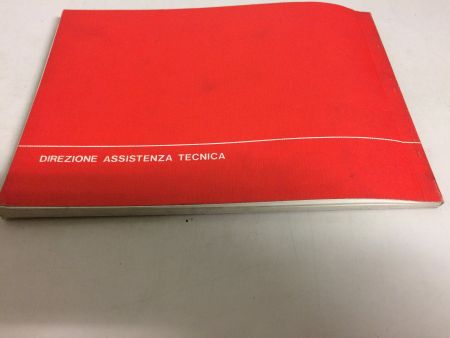 DIREZIONE ASSISTENZA TECNICA